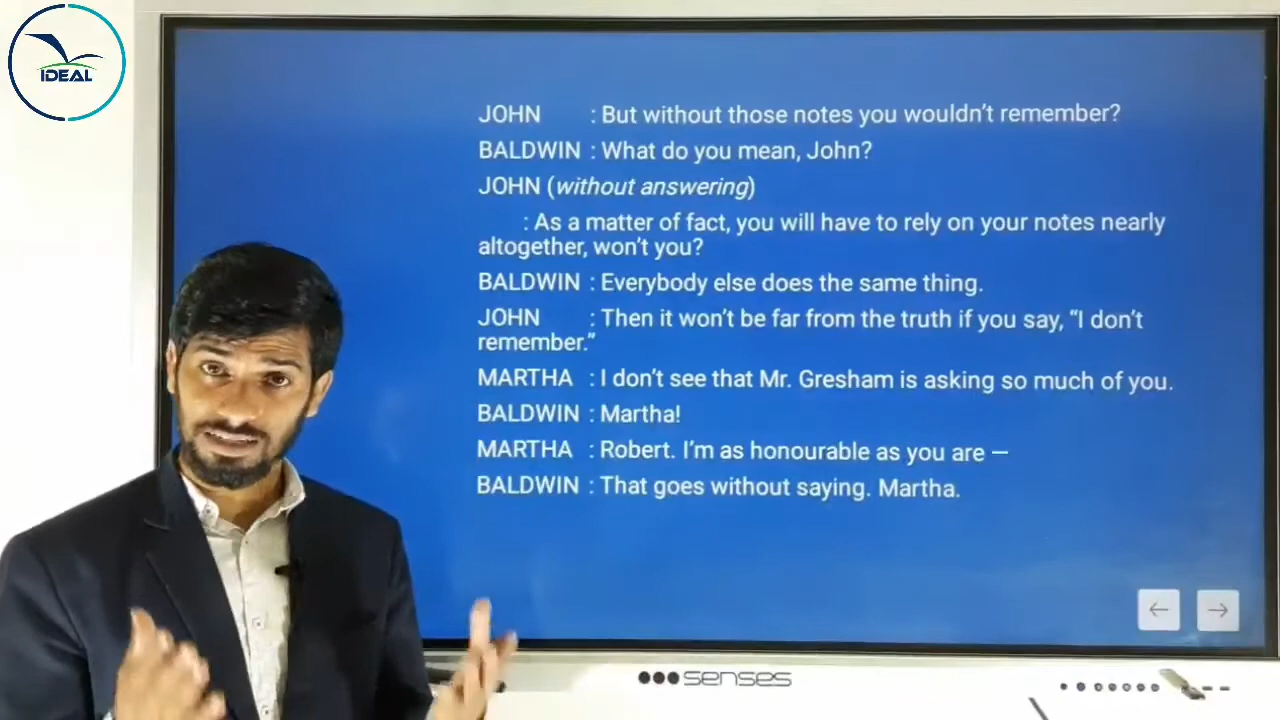 IDEAL
JOHN : But without those notes you wouldn't remember?
BALDWIN : What do you mean, John?
JOHN (without answering)
: As a matter of fact, you will have to rely on your notes nearly
altogether, won't you?
BALDWIN : Everybody else does the same thing.
JOHN : Then it won't be far from the truth if you say, “I don't
remember.”
MARTHA : I don't see that Mr. Gresham is asking so much of you.
BALDWIN : Martha!
MARTHA : Robert. I'm as honourable as you are —
BALDWIN : That goes without saying. Martha.
senses